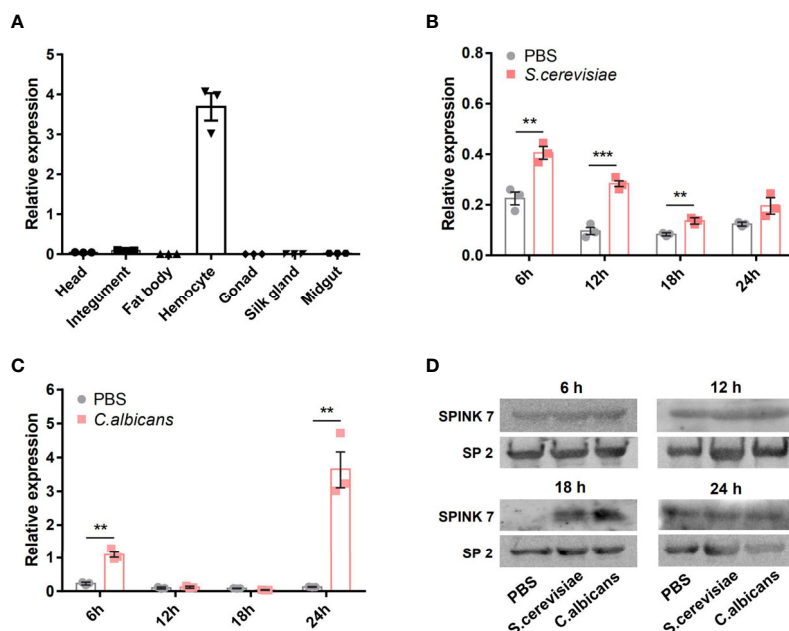 A
Relative expression
5
4
3
2
1
0
Head
Integument
Fat body
Hemocyte
Gonad
Silk gland
Midgut
B
PBS
S.cerevisiae
Relative expression
0.8
0.6
0.4
0.2
0.0
**
***
**
6h 12h 18h 24h
C
PBS
C.albicans
Relative expression
6
5
4
3
2
1
0
**
**
6h 12h 18h 24h
D
6 h 12 h
SPINK 7
SP 2
18 h 24 h
SPINK 7
SP 2
PBS S.cerevisiae C.albicans PBS S.cerevisiae C.albicans